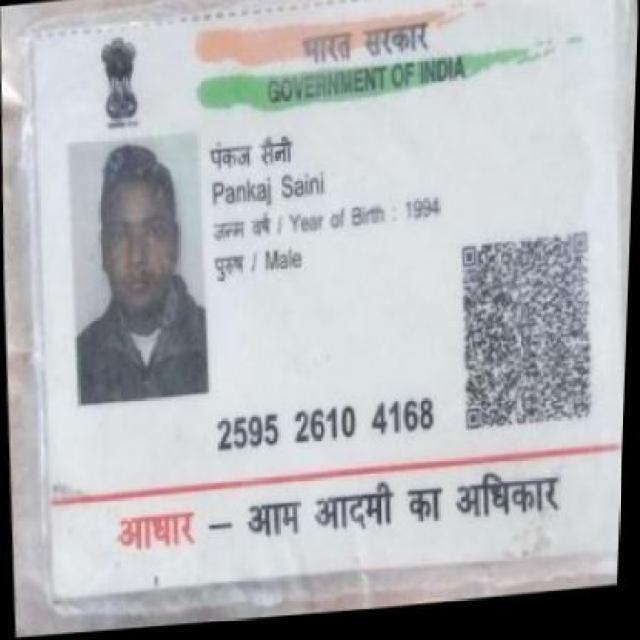 भारत सरकार
GOVERNMENT OF INDIA
पंकज सैनी
Pankaj Saini
जन्म वर्ष / Year of Birth : 1994
पुरुष / Male
2595 2610 4168
आधार – आम आदमी का अधिकार